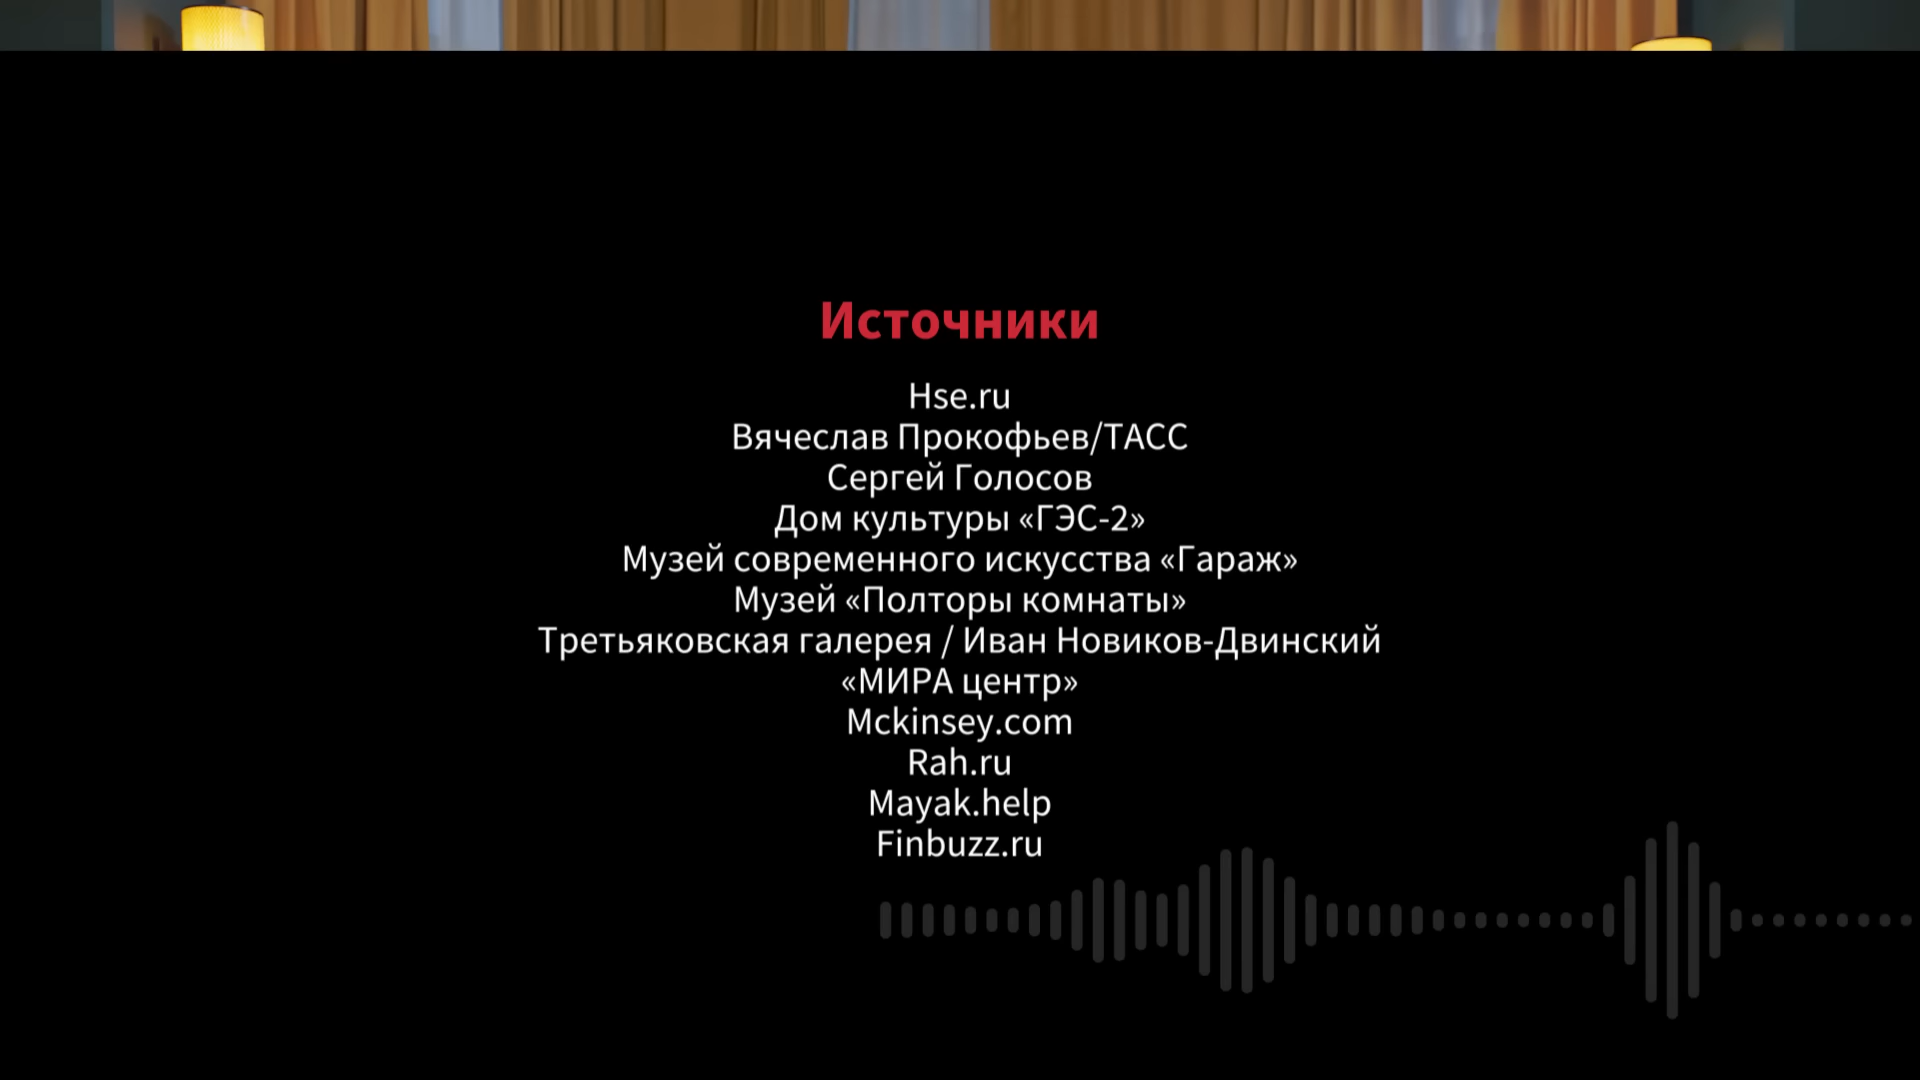 Источники
Hse.ru
Вячеслав Прокофьев/ТАСС
Сергей Голосов
Дом культуры «ГЭС-2»
Музей современного искусства «Гараж»
Музей «Полторы комнаты»
Третьяковская галерея / Иван Новиков-Двинский
«МИРА центр»
Mckinsey.com
Rah.ru
Mayak.help
Finbuzz.ru